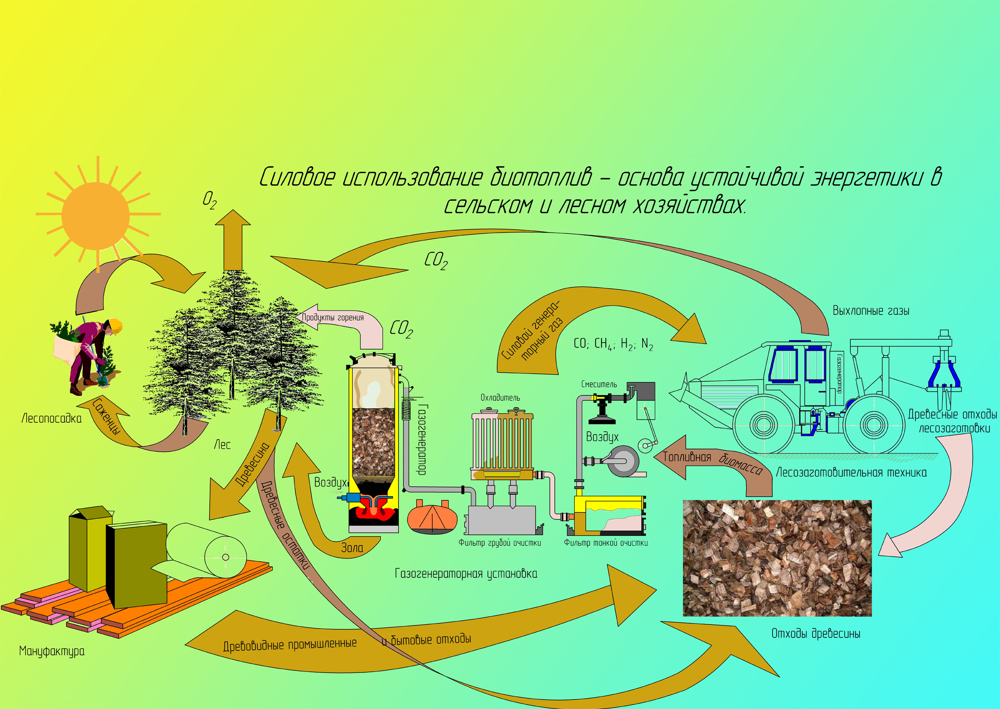 Силовое использование биотоплив – основа устойчивой энергетики в
сельском и лесном хозяйствах.
O2
CO2
Выхлопные газы
Продукты горения
CO2
Силовой генера-
торный газ
CO; CH4; H2; N2
Газогенератор
Смеситель
Охладитель
Газогенератор
Воздух
Саженцы
Лесопосадка
Лес
Древесные отходы
лесозаготовки
Топливная биомасса
Лесозаготовительная техника
Древесина
Воздух
Древесные остатки
Зола
Фильтр грубой очистки
Фильтр тонкой очистки
Газогенераторная установка
Древовидные промышленные и бытовые отходы
Отходы древесины
Мануфактура